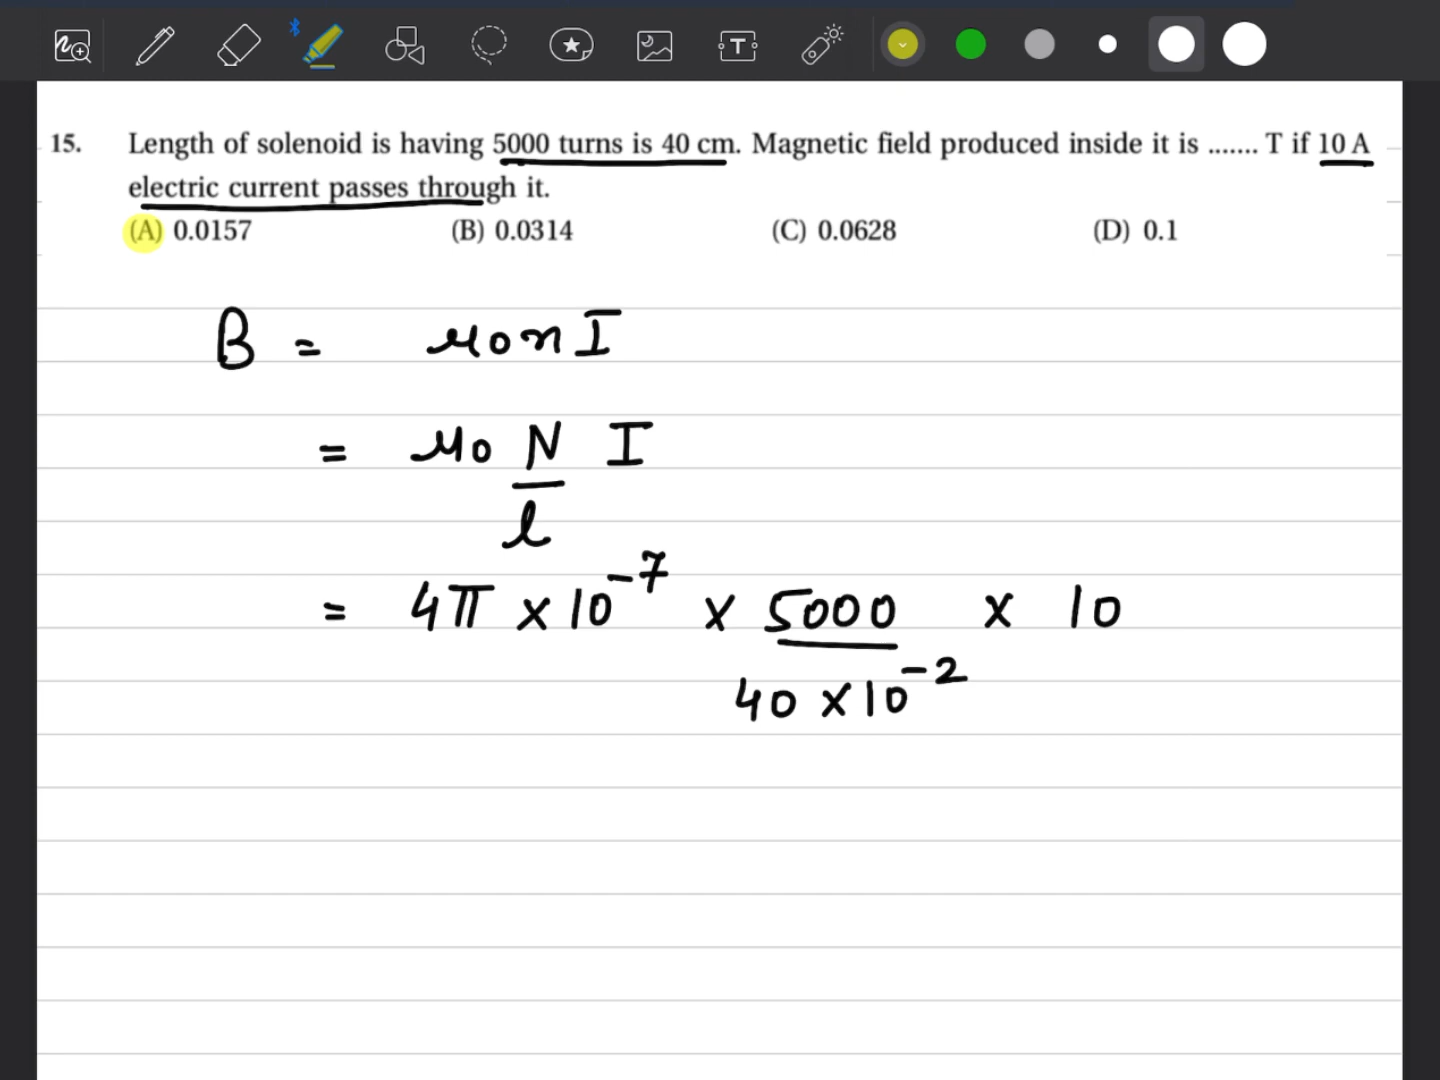 15. Length of solenoid is having 5000 turns is 40 cm. Magnetic field produced inside it is ....... T if 10 A
electric current passes through it.
(A) 0.0157 (B) 0.0314 (C) 0.0628 (D) 0.1
B = μ0 n I
= μ0 N/l I
= 4π × 10^-7 × 5000/40 × 10^-2 × 10